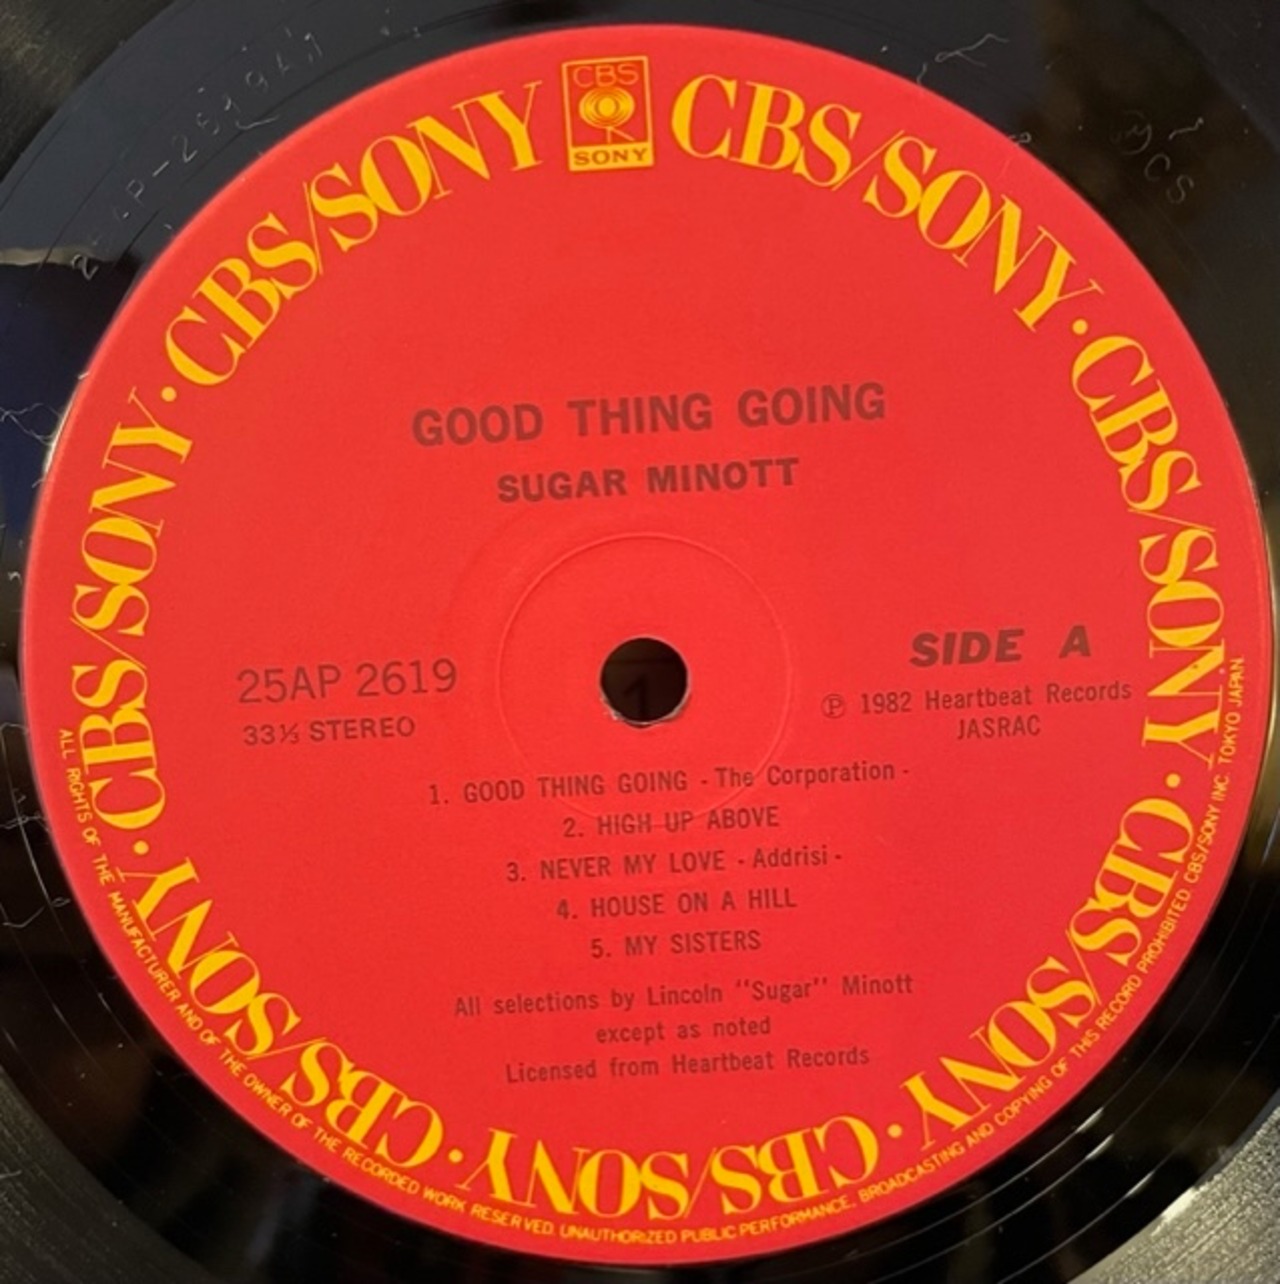 CBS
SONY
CBS/SONY · CBS/SONY · CBS/SONY · CBS/SONY · CBS/SONY · CBS/SONY · CBS/SONY
GOOD THING GOING
SUGAR MINOTT
25AP 2619
33⅓ STEREO
SIDE A
℗ 1982 Heartbeat Records
JASRAC
1. GOOD THING GOING - The Corporation -
2. HIGH UP ABOVE
3. NEVER MY LOVE - Addrisi -
4. HOUSE ON A HILL
5. MY SISTERS
All selections by Lincoln "Sugar" Minott
except as noted
Licensed from Heartbeat Records
ALL RIGHTS OF THE MANUFACTURER AND OF THE OWNER OF THE RECORDED WORK RESERVED. UNAUTHORIZED PUBLIC PERFORMANCE, BROADCASTING AND COPYING OF THIS RECORD PROHIBITED. CBS/SONY INC. TOKYO JAPAN.